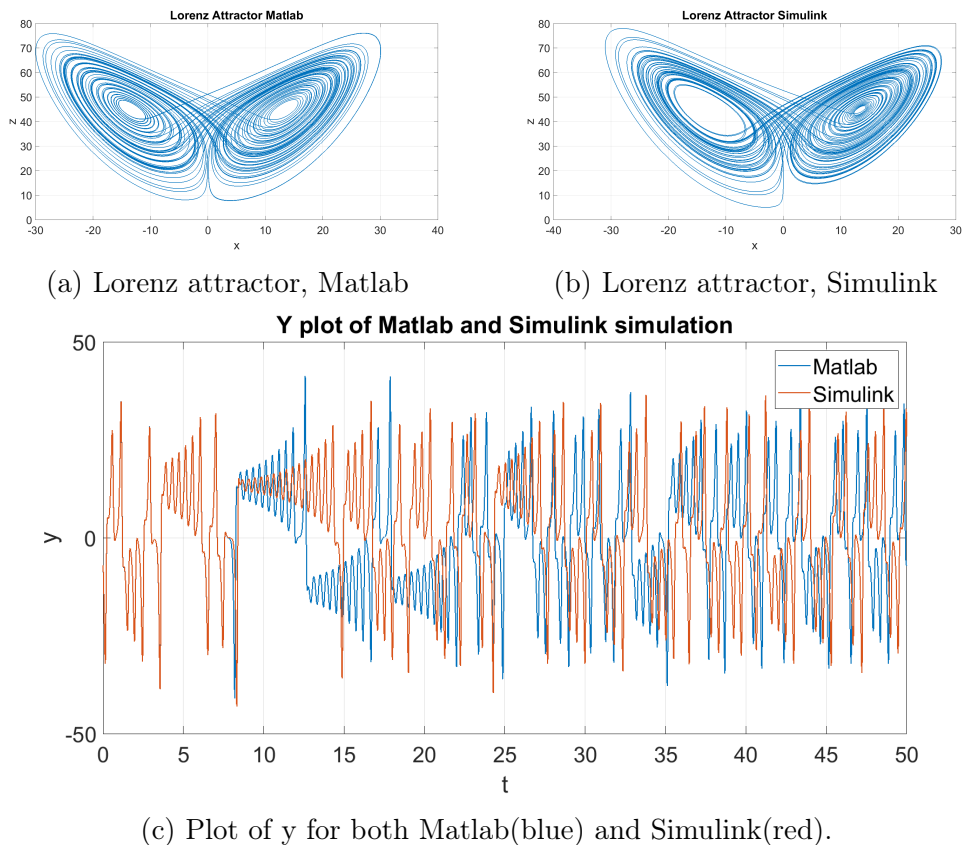 Lorenz Attractor Matlab
80
70
60
50
40
30
20
10
0
z
-30 -20 -10 0 10 20 30 40
x
(a) Lorenz attractor, Matlab
Lorenz Attractor Simulink
80
70
60
50
40
30
20
10
0
z
-40 -30 -20 -10 0 10 20 30
x
(b) Lorenz attractor, Simulink
Y plot of Matlab and Simulink simulation
50
0
-50
y
Matlab
Simulink
0 5 10 15 20 25 30 35 40 45 50
t
(c) Plot of y for both Matlab(blue) and Simulink(red).